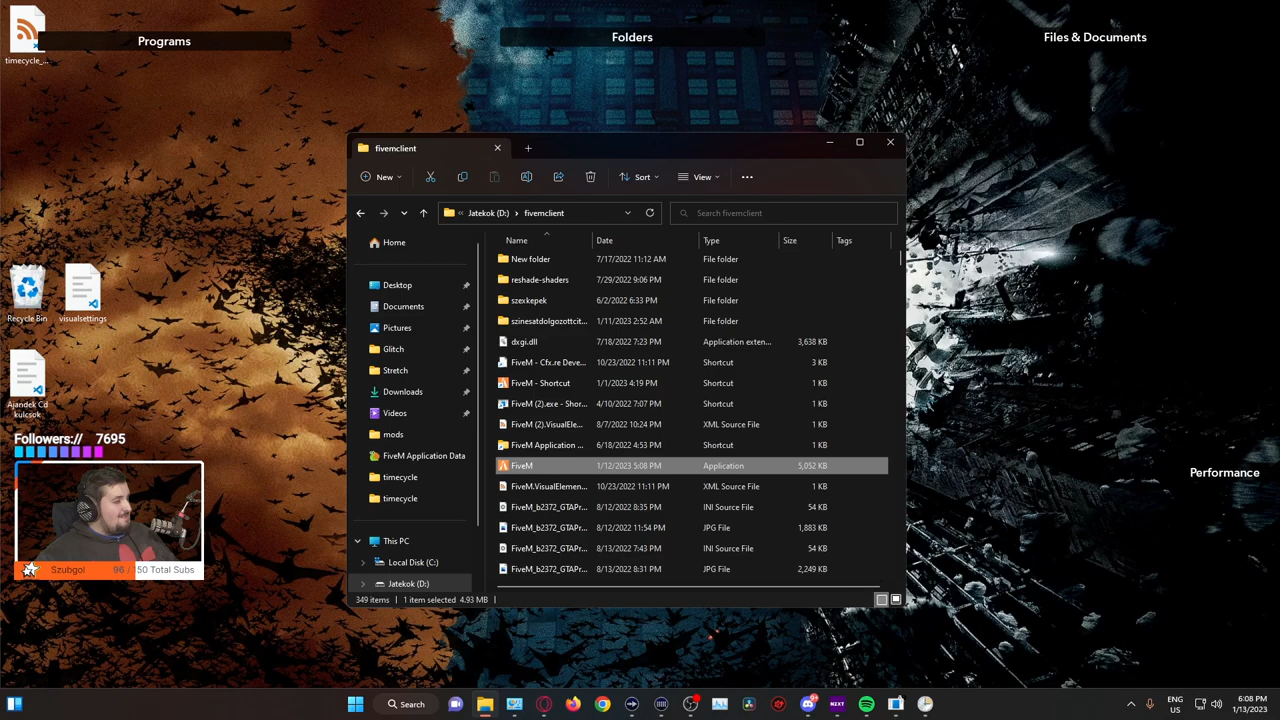 timecycle_...
Programs
Folders
Files & Documents
fivemclient
New
Sort
View
Jatekok (D:)
fivemclient
Search fivemclient
Home
Desktop
Documents
Pictures
Glitch
Stretch
Downloads
Videos
mods
FiveM Application Data
timecycle
timecycle
This PC
Local Disk (C:)
Jatekok (D:)
Name Date Type Size Tags
New folder 7/17/2022 11:12 AM File folder
reshade-shaders 7/29/2022 9:06 PM File folder
szexkepek 6/2/2022 6:33 PM File folder
szinesatdolgozottcit... 1/11/2023 2:52 AM File folder
dxgi.dll 7/18/2022 7:23 PM Application exten... 3,638 KB
FiveM - Cfx.re Deve... 10/23/2022 11:11 PM Shortcut 3 KB
FiveM - Shortcut 1/1/2023 4:19 PM Shortcut 1 KB
FiveM (2).exe - Shor... 4/10/2022 7:07 PM Shortcut 1 KB
FiveM (2).VisualEle... 8/7/2022 10:24 PM XML Source File 1 KB
FiveM Application ... 6/18/2022 4:53 PM Shortcut 1 KB
FiveM 1/12/2023 5:08 PM Application 5,052 KB
FiveM.VisualElemen... 10/23/2022 11:11 PM XML Source File 1 KB
FiveM_b2372_GTAPr... 8/12/2022 8:35 PM INI Source File 54 KB
FiveM_b2372_GTAPr... 8/12/2022 11:54 PM JPG File 1,883 KB
FiveM_b2372_GTAPr... 8/13/2022 7:43 PM INI Source File 54 KB
FiveM_b2372_GTAPr... 8/13/2022 8:31 PM JPG File 2,249 KB
349 items 1 item selected 4.93 MB
Recycle Bin
visualsettings
Ajandek Cd
kulcsok
Followers:// 7695
Szubgol 96 / 150 Total Subs
Performance
Search
NZXT
ENG
US
6:08 PM
1/13/2023